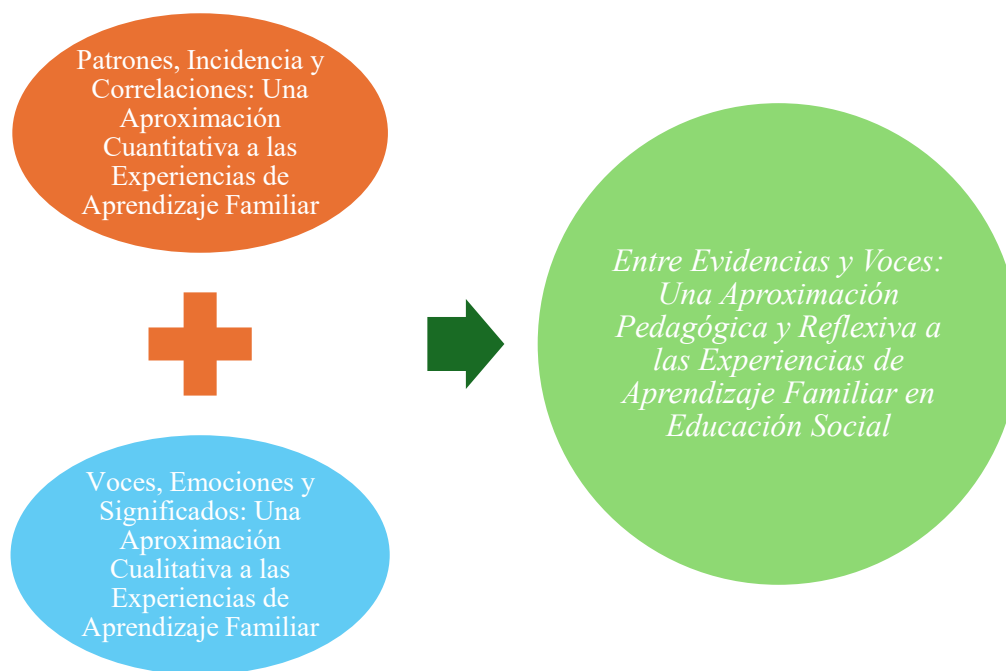 Patrones, Incidencia y
Correlaciones: Una
Aproximación
Cuantitativa a las
Experiencias de
Aprendizaje Familiar
Voces, Emociones y
Significados: Una
Aproximación
Cualitativa a las
Experiencias de
Aprendizaje Familiar
Entre Evidencias y Voces:
Una Aproximación
Pedagógica y Reflexiva a
las Experiencias de
Aprendizaje Familiar en
Educación Social